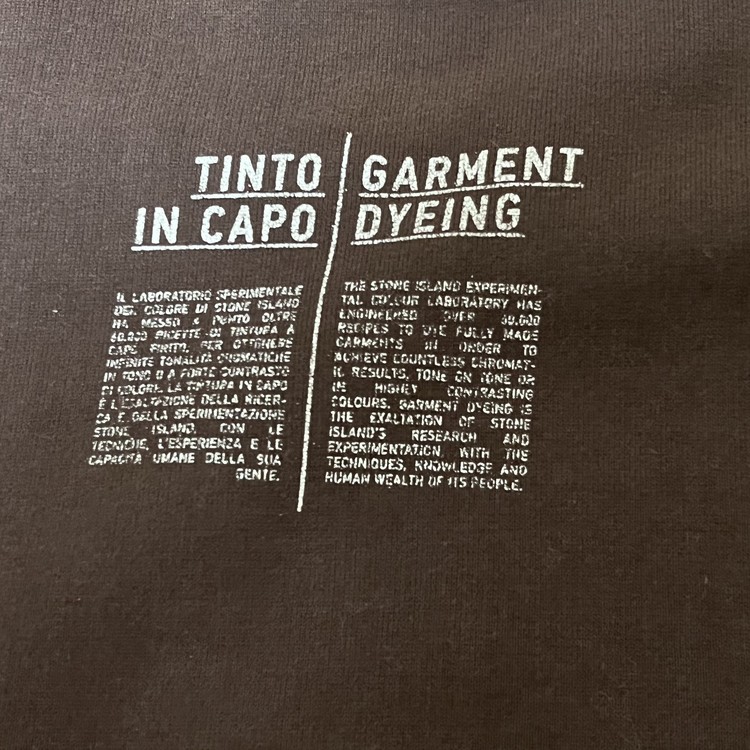 TINTO
IN CAPO
IL LABORATORIO SPERIMENTALE
DEL COLORE DI STONE ISLAND
HA MESSO A PUNTO OLTRE
60.000 RICETTE DI TINTURA A
CAPO FINITO, PER OTTENERE
INFINITE TONALITÀ CROMATICHE
IN TONO O A FORTE CONTRASTO
DI COLORE. LA TINTURA IN CAPO
È L'ESALTAZIONE DELLA RICER-
CA E DELLA SPERIMENTAZIONE
STONE ISLAND, CON LE
TECNICHE, L'ESPERIENZA E LE
CAPACITÀ UMANE DELLA SUA
GENTE.
GARMENT
DYEING
THE STONE ISLAND EXPERIMEN-
TAL COLOUR LABORATORY HAS
ENGINEERED OVER 60.000
RECIPES TO DYE FULLY MADE
GARMENTS IN ORDER TO
ACHIEVE COUNTLESS CHROMAT-
IC RESULTS, TONE ON TONE OR
IN HIGHLY CONTRASTING
COLOURS. GARMENT DYEING IS
THE EXALTATION OF STONE
ISLAND'S RESEARCH AND
EXPERIMENTATION, WITH THE
TECHNIQUES, KNOWLEDGE AND
HUMAN WEALTH OF ITS PEOPLE.